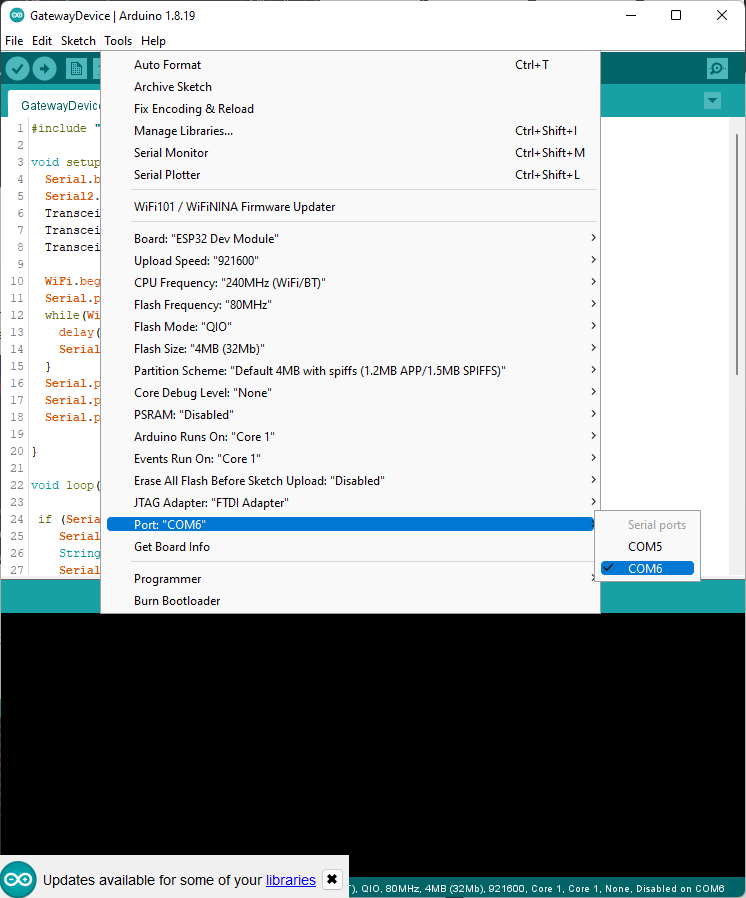 GatewayDevice | Arduino 1.8.19
File Edit Sketch Tools Help
GatewayDevice
1 #include "
2
3 void setup
4 Serial.b
5 Serial2.
6 Transcei
7 Transcei
8 Transcei
9
10 WiFi.beg
11 Serial.p
12 while(Wi
13 delay(
14 Serial
15 }
16 Serial.p
17 Serial.p
18 Serial.p
19
20 }
21
22 void loop(
23
24 if (Seria
25 Serial
26 String
27 Serial
Auto Format Ctrl+T
Archive Sketch
Fix Encoding & Reload
Manage Libraries... Ctrl+Shift+I
Serial Monitor Ctrl+Shift+M
Serial Plotter Ctrl+Shift+L
WiFi101 / WiFiNINA Firmware Updater
Board: "ESP32 Dev Module"
Upload Speed: "921600"
CPU Frequency: "240MHz (WiFi/BT)"
Flash Frequency: "80MHz"
Flash Mode: "QIO"
Flash Size: "4MB (32Mb)"
Partition Scheme: "Default 4MB with spiffs (1.2MB APP/1.5MB SPIFFS)"
Core Debug Level: "None"
PSRAM: "Disabled"
Arduino Runs On: "Core 1"
Events Run On: "Core 1"
Erase All Flash Before Sketch Upload: "Disabled"
JTAG Adapter: "FTDI Adapter"
Port: "COM6"
Get Board Info
Programmer
Burn Bootloader
Serial ports
COM5
COM6
Updates available for some of your libraries
T), QIO, 80MHz, 4MB (32Mb), 921600, Core 1, Core 1, None, Disabled on COM6